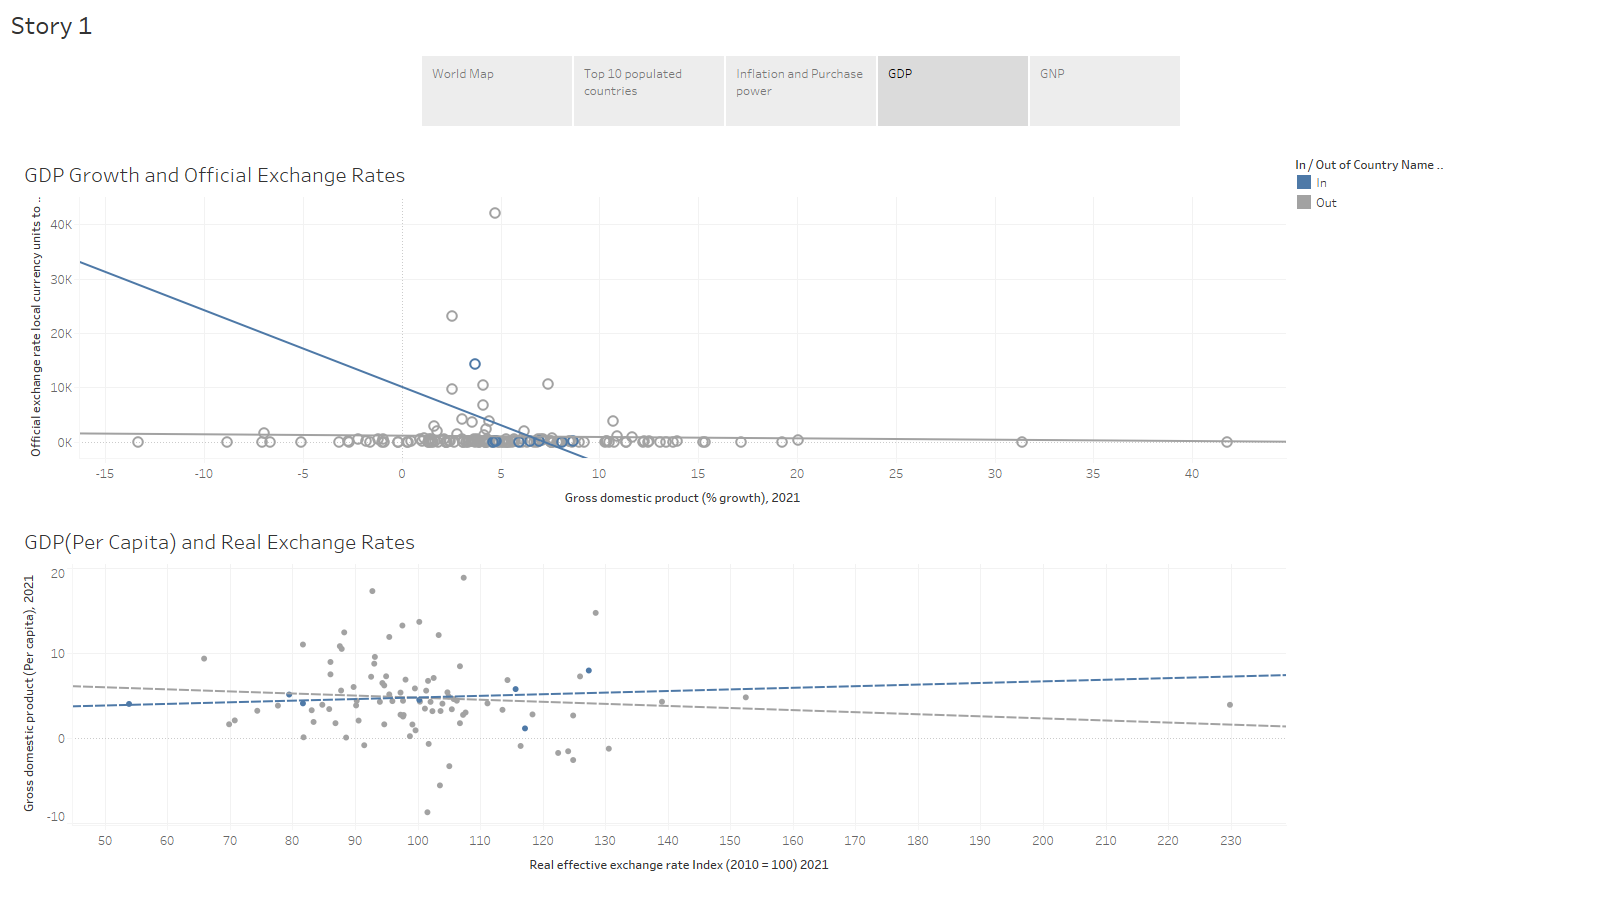 Story 1
World Map
Top 10 populated
countries
Inflation and Purchase
power
GDP
GNP
GDP Growth and Official Exchange Rates
In / Out of Country Name ..
In
Out
Official exchange rate local currency units to ..
40K
30K
20K
10K
0K
-15 -10 -5 0 5 10 15 20 25 30 35 40
Gross domestic product (% growth), 2021
GDP(Per Capita) and Real Exchange Rates
Gross domestic product (Per capita), 2021
20
10
0
-10
50 60 70 80 90 100 110 120 130 140 150 160 170 180 190 200 210 220 230
Real effective exchange rate Index (2010 = 100) 2021